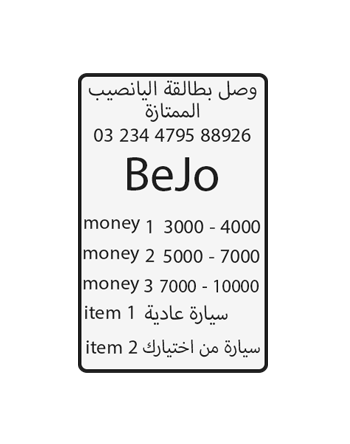 وصل بطالقة اليانصيب
الممتازة
03 234 4795 88926
BeJo
money 1 3000 - 4000
money 2 5000 - 7000
money 3 7000 - 10000
item 1 سيارة عادية
item 2 سيارة من اختيارك